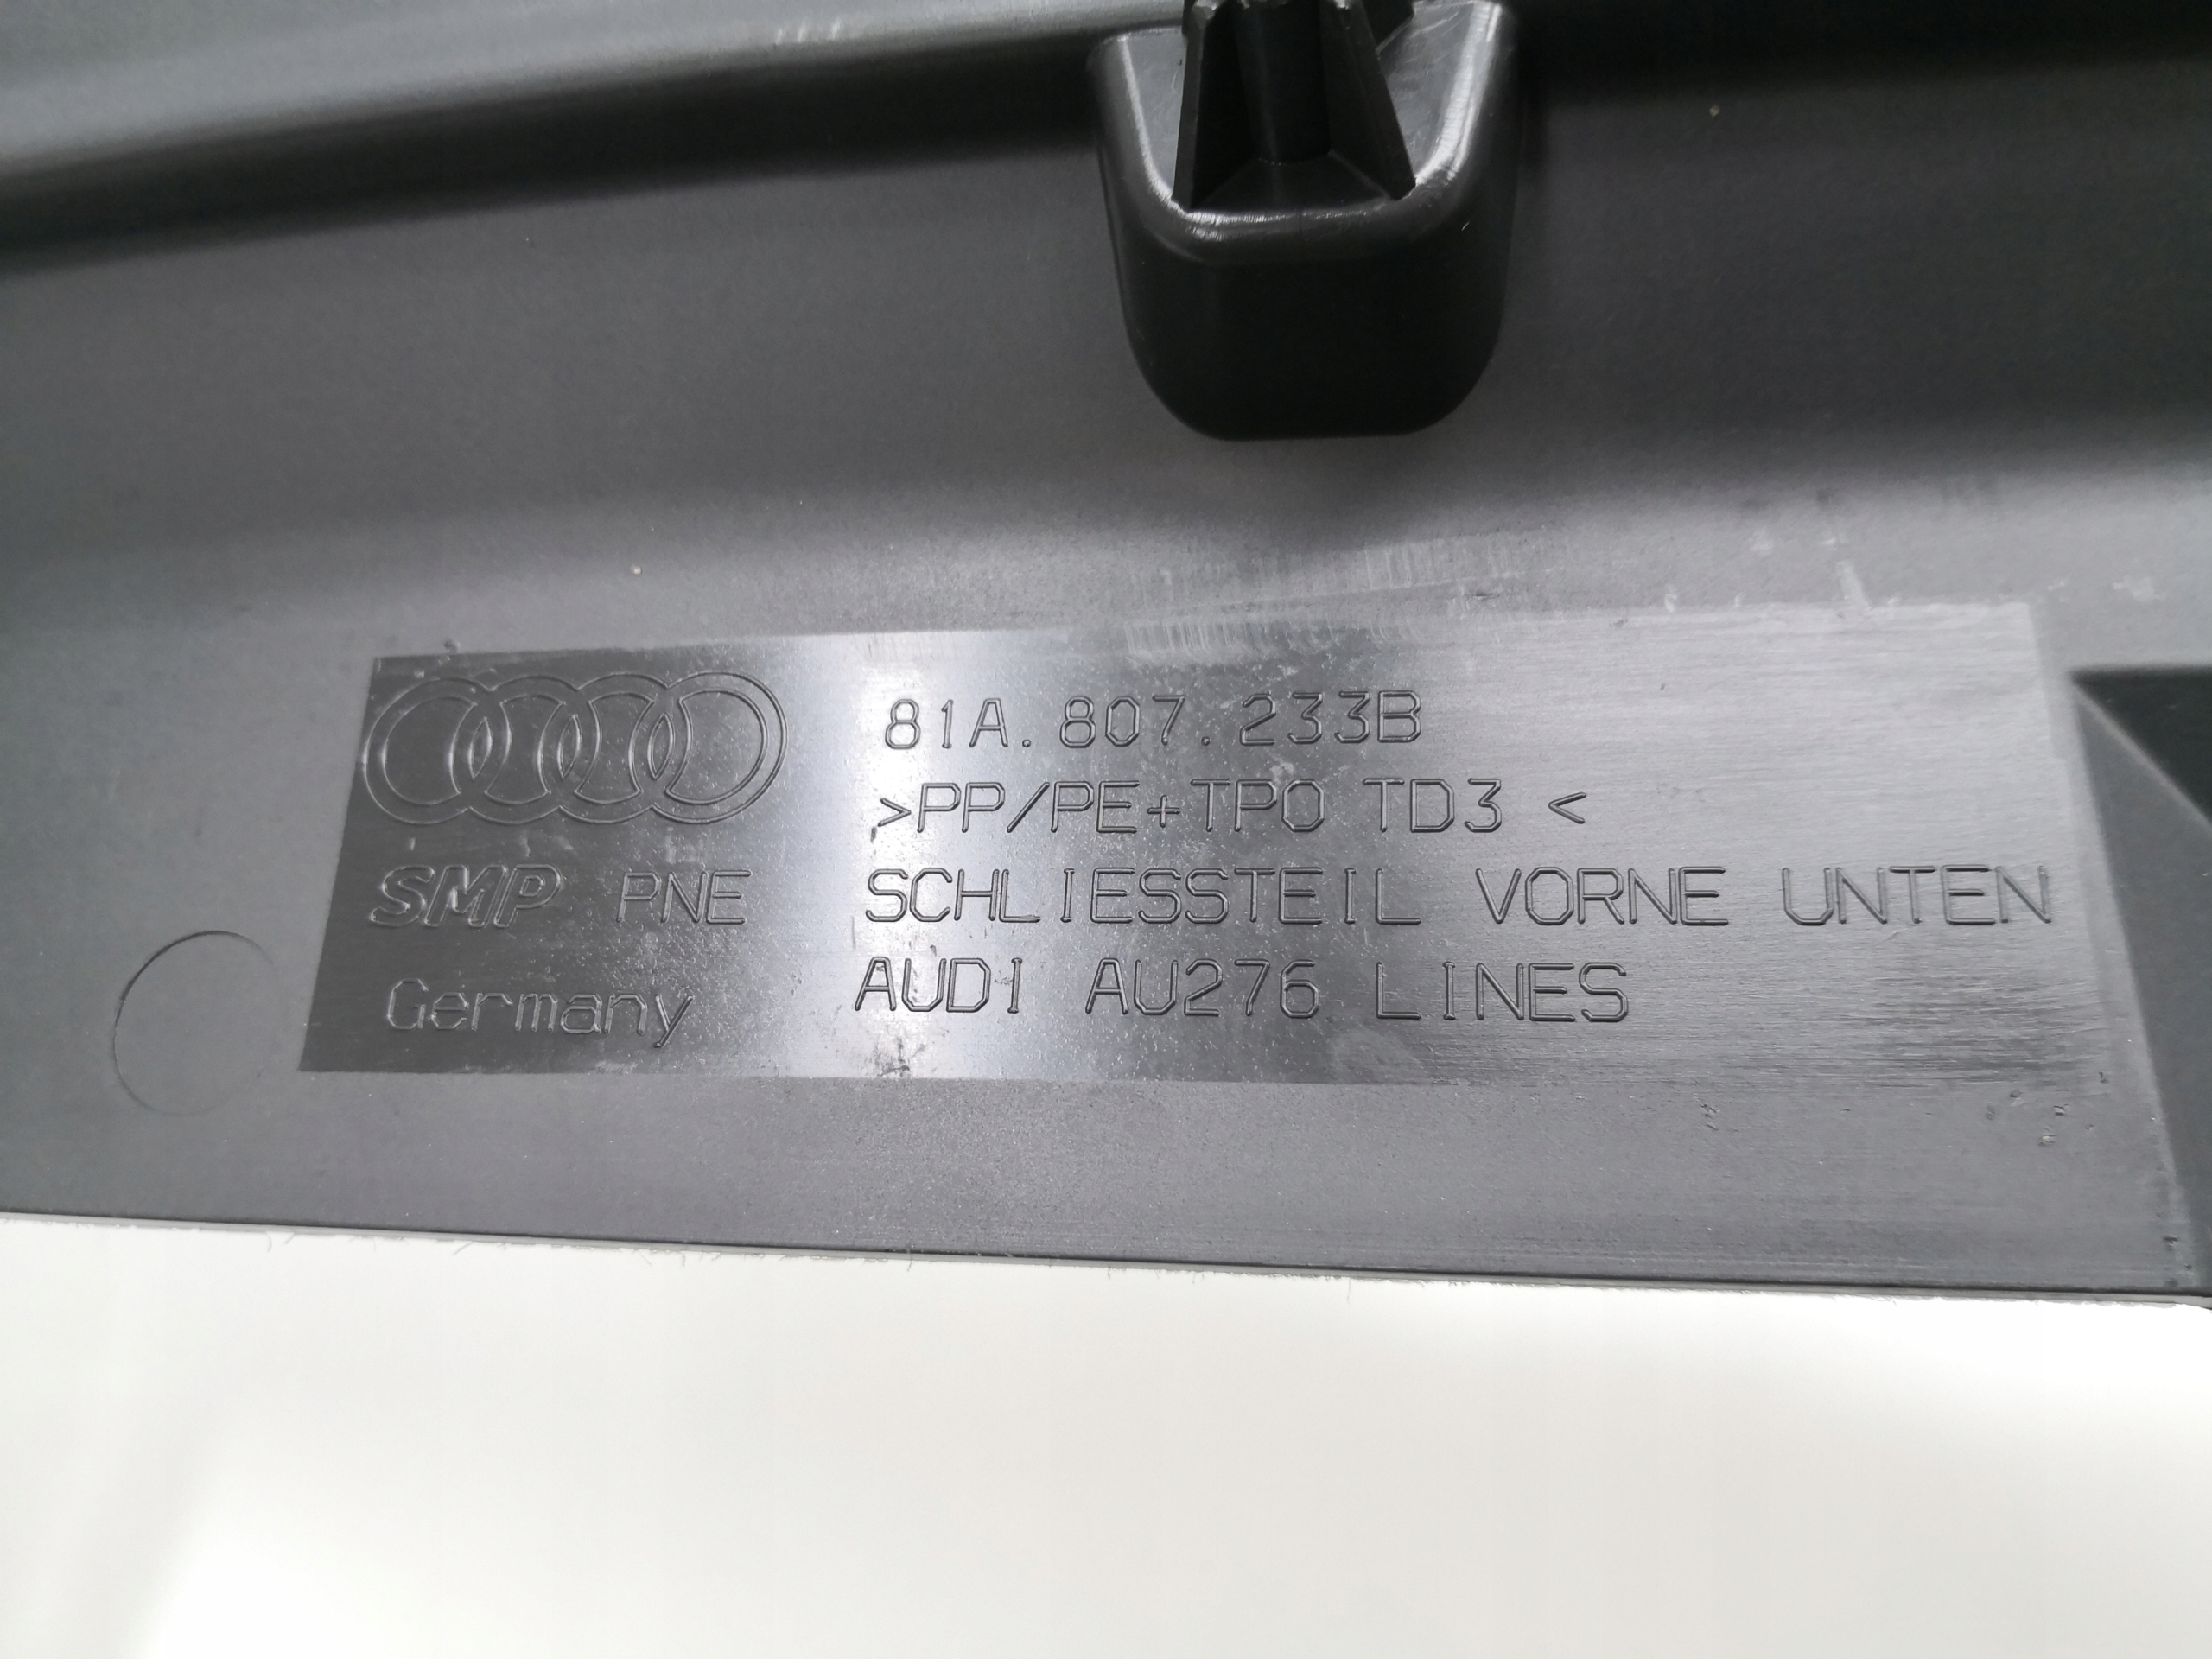 81A.807.233B
>PP/PE+TPO TD3 <
SMP PNE SCHLIESSTEIL VORNE UNTEN
Germany AUDI AU276 LINES